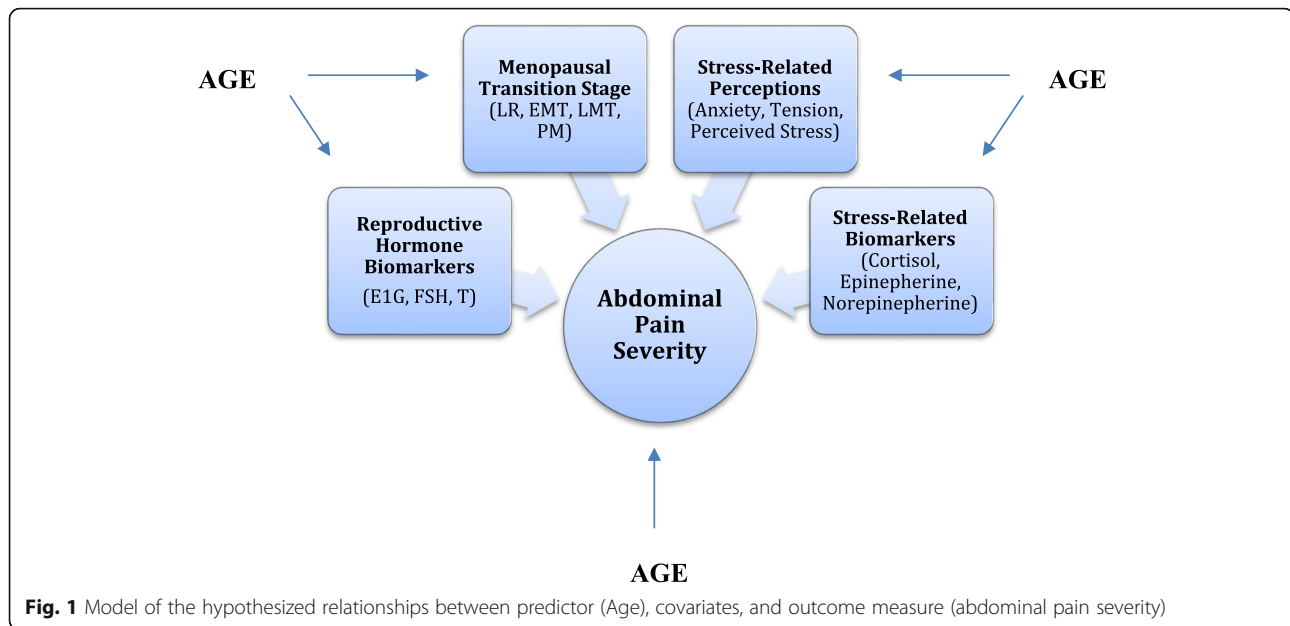 AGE
Menopausal
Transition Stage
(LR, EMT, LMT,
PM)
Stress-Related
Perceptions
(Anxiety, Tension,
Perceived Stress)
AGE
Reproductive
Hormone
Biomarkers
(E1G, FSH, T)
Stress-Related
Biomarkers
(Cortisol,
Epinepherine,
Norepinepherine)
Abdominal
Pain
Severity
AGE
Fig. 1 Model of the hypothesized relationships between predictor (Age), covariates, and outcome measure (abdominal pain severity)